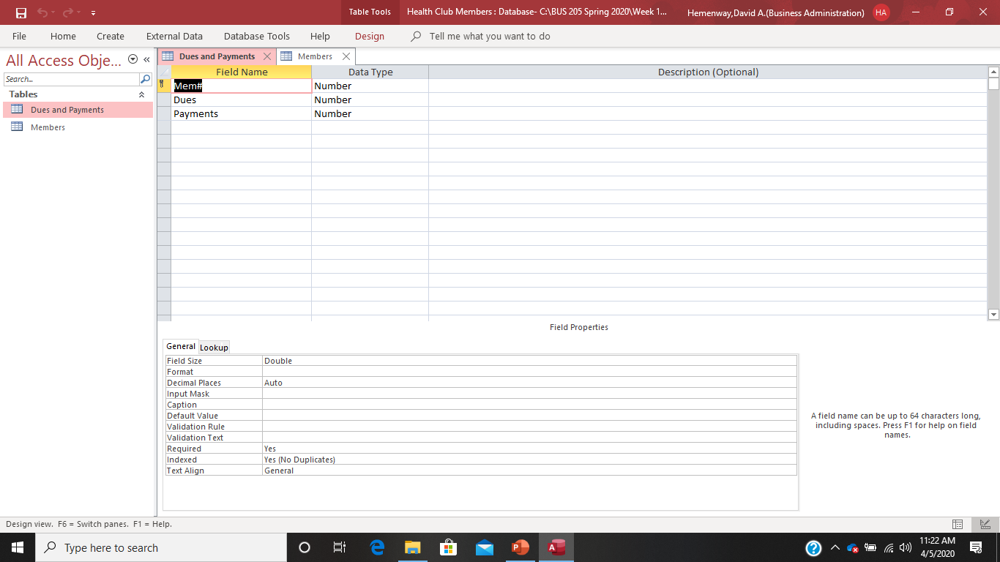 Table Tools Health Club Members : Database- C:\BUS 205 Spring 2020\Week 1... Hemenway,David A.(Business Administration) HA
File Home Create External Data Database Tools Help Design Tell me what you want to do
All Access Obje...
Search...
Tables
Dues and Payments
Members
Dues and Payments Members
Field Name Data Type Description (Optional)
Mem# Number
Dues Number
Payments Number
Field Properties
General Lookup
Field Size Double
Format
Decimal Places Auto
Input Mask
Caption
Default Value
Validation Rule
Validation Text
Required Yes
Indexed Yes (No Duplicates)
Text Align General
A field name can be up to 64 characters long,
including spaces. Press F1 for help on field
names.
Design view. F6 = Switch panes. F1 = Help.
Type here to search
11:22 AM
4/5/2020